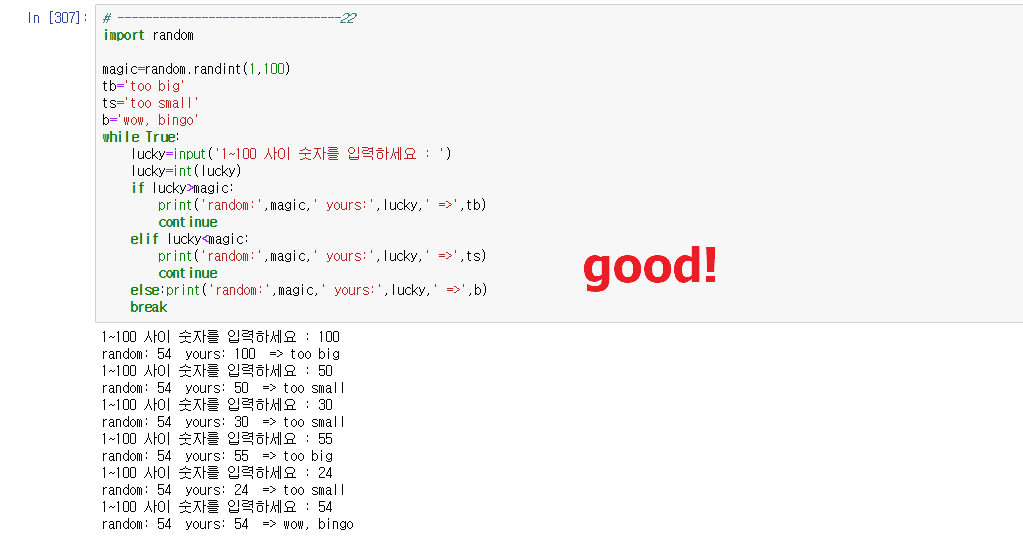 In [307]:
# --------------------------------22
import random
magic=random.randint(1,100)
tb='too big'
ts='too small'
b='wow, bingo'
while True:
    lucky=input('1~100 사이 숫자를 입력하세요 : ')
    lucky=int(lucky)
    if lucky>magic:
        print('random:',magic,' yours:',lucky,' =>',tb)
        continue
    elif lucky<magic:
        print('random:',magic,' yours:',lucky,' =>',ts)
        continue
    else:print('random:',magic,' yours:',lucky,' =>',b)
    break
good!
1~100 사이 숫자를 입력하세요 : 100
random: 54  yours: 100  => too big
1~100 사이 숫자를 입력하세요 : 50
random: 54  yours: 50  => too small
1~100 사이 숫자를 입력하세요 : 30
random: 54  yours: 30  => too small
1~100 사이 숫자를 입력하세요 : 55
random: 54  yours: 55  => too big
1~100 사이 숫자를 입력하세요 : 24
random: 54  yours: 24  => too small
1~100 사이 숫자를 입력하세요 : 54
random: 54  yours: 54  => wow, bingo